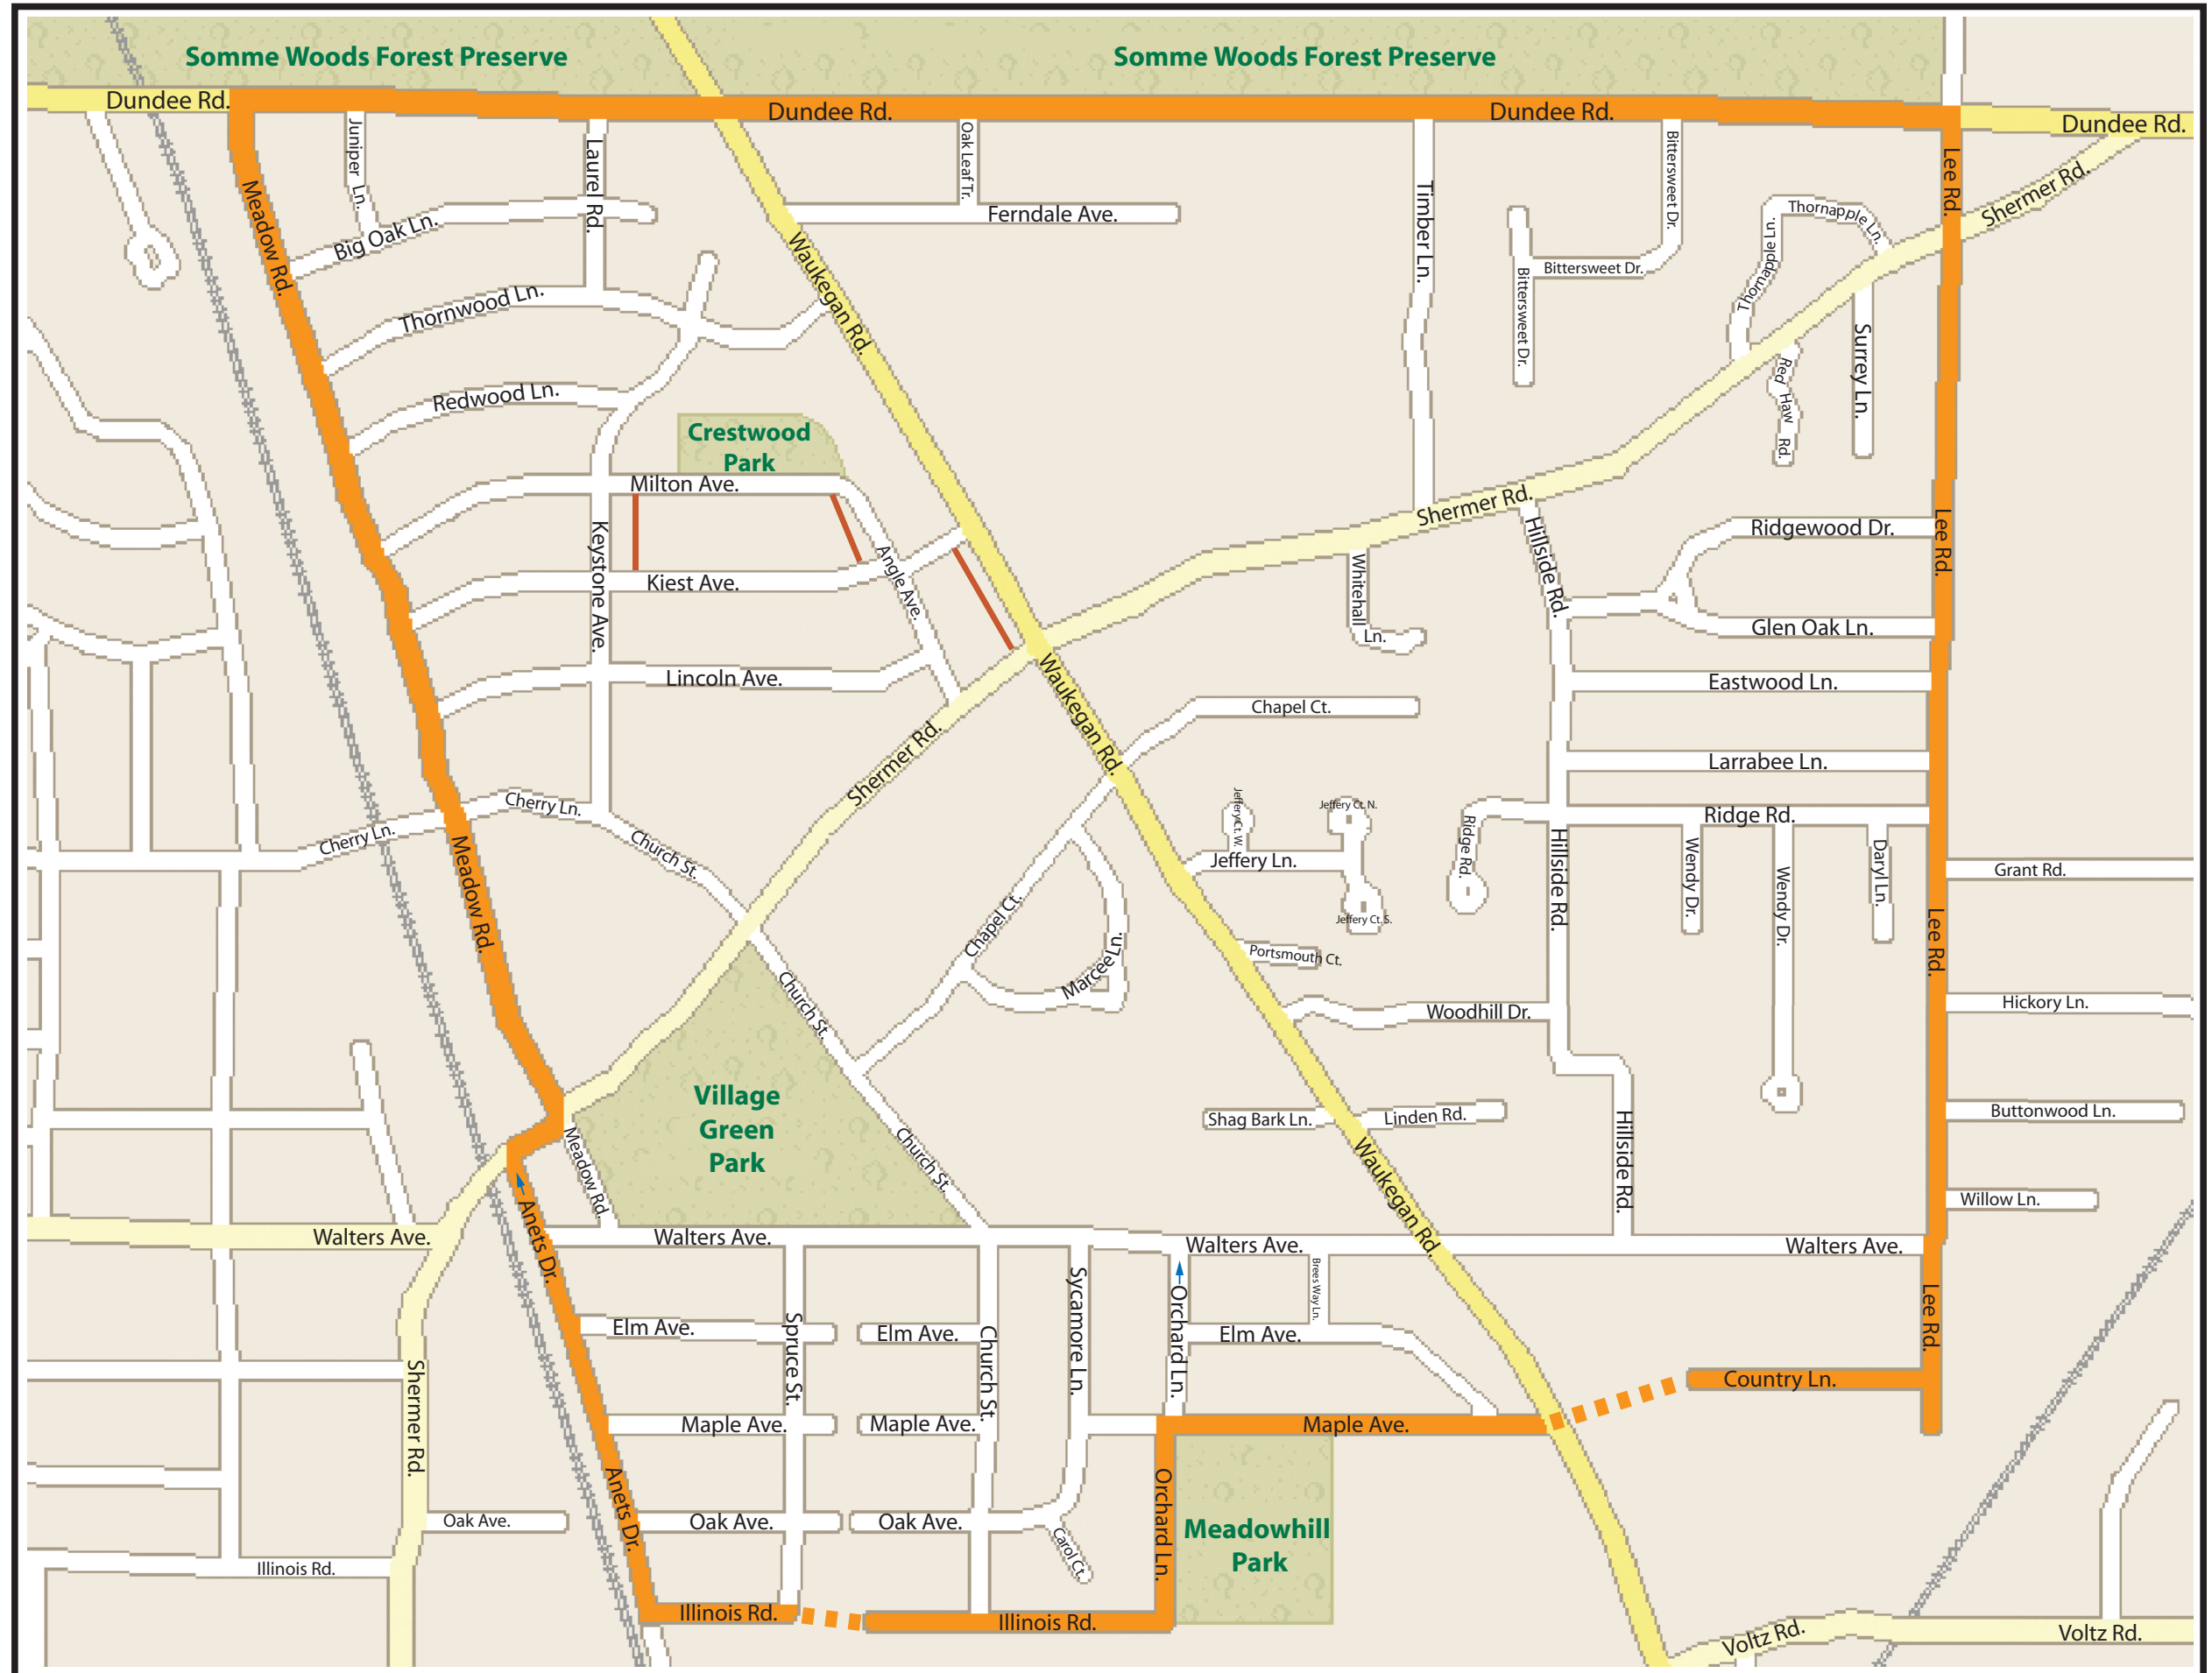 Somme Woods Forest Preserve
Somme Woods Forest Preserve
Dundee Rd.
Dundee Rd.
Dundee Rd.
Dundee Rd.
Juniper Ln.
Laurel Rd.
Oak Leaf Tr.
Ferndale Ave.
Timber Ln.
Bittersweet Dr.
Bittersweet Dr.
Bittersweet Dr.
Thornapple Ln.
Thornapple Ln.
Lee Rd.
Shermer Rd.
Meadow Rd.
Big Oak Ln.
Waukegan Rd.
Thornwood Ln.
Surrey Ln.
Red Haw Rd.
Redwood Ln.
Crestwood
Park
Milton Ave.
Keystone Ave.
Angle Ave.
Kiest Ave.
Shermer Rd.
Hillside Rd.
Whitehall
Ln.
Ridgewood Dr.
Lee Rd.
Glen Oak Ln.
Lincoln Ave.
Eastwood Ln.
Waukegan Rd.
Chapel Ct.
Shermer Rd.
Larrabee Ln.
Cherry Ln.
Cherry Ln.
Church St.
Jeffery Ct. W.
Jeffery Ct. N.
Jeffery Ln.
Jeffery Ct. S.
Ridge Rd.
Ridge Rd.
Hillside Rd.
Wendy Dr.
Wendy Dr.
Daryl Ln.
Grant Rd.
Meadow Rd.
Chapel Ct.
Marcee Ln.
Portsmouth Ct.
Lee Rd.
Church St.
Woodhill Dr.
Hickory Ln.
Village
Green
Park
Meadow Rd.
Church St.
Shag Bark Ln.
Linden Rd.
Buttonwood Ln.
Hillside Rd.
Waukegan Rd.
Willow Ln.
Walters Ave.
Anets Dr.
Walters Ave.
Walters Ave.
Walters Ave.
Brees Way Ln.
Orchard Ln.
Sycamore Ln.
Spruce St.
Church St.
Elm Ave.
Elm Ave.
Elm Ave.
Lee Rd.
Country Ln.
Shermer Rd.
Maple Ave.
Maple Ave.
Maple Ave.
Anets Dr.
Oak Ave.
Oak Ave.
Oak Ave.
Carol Ct.
Orchard Ln.
Meadowhill
Park
Illinois Rd.
Illinois Rd.
Illinois Rd.
Voltz Rd.
Voltz Rd.